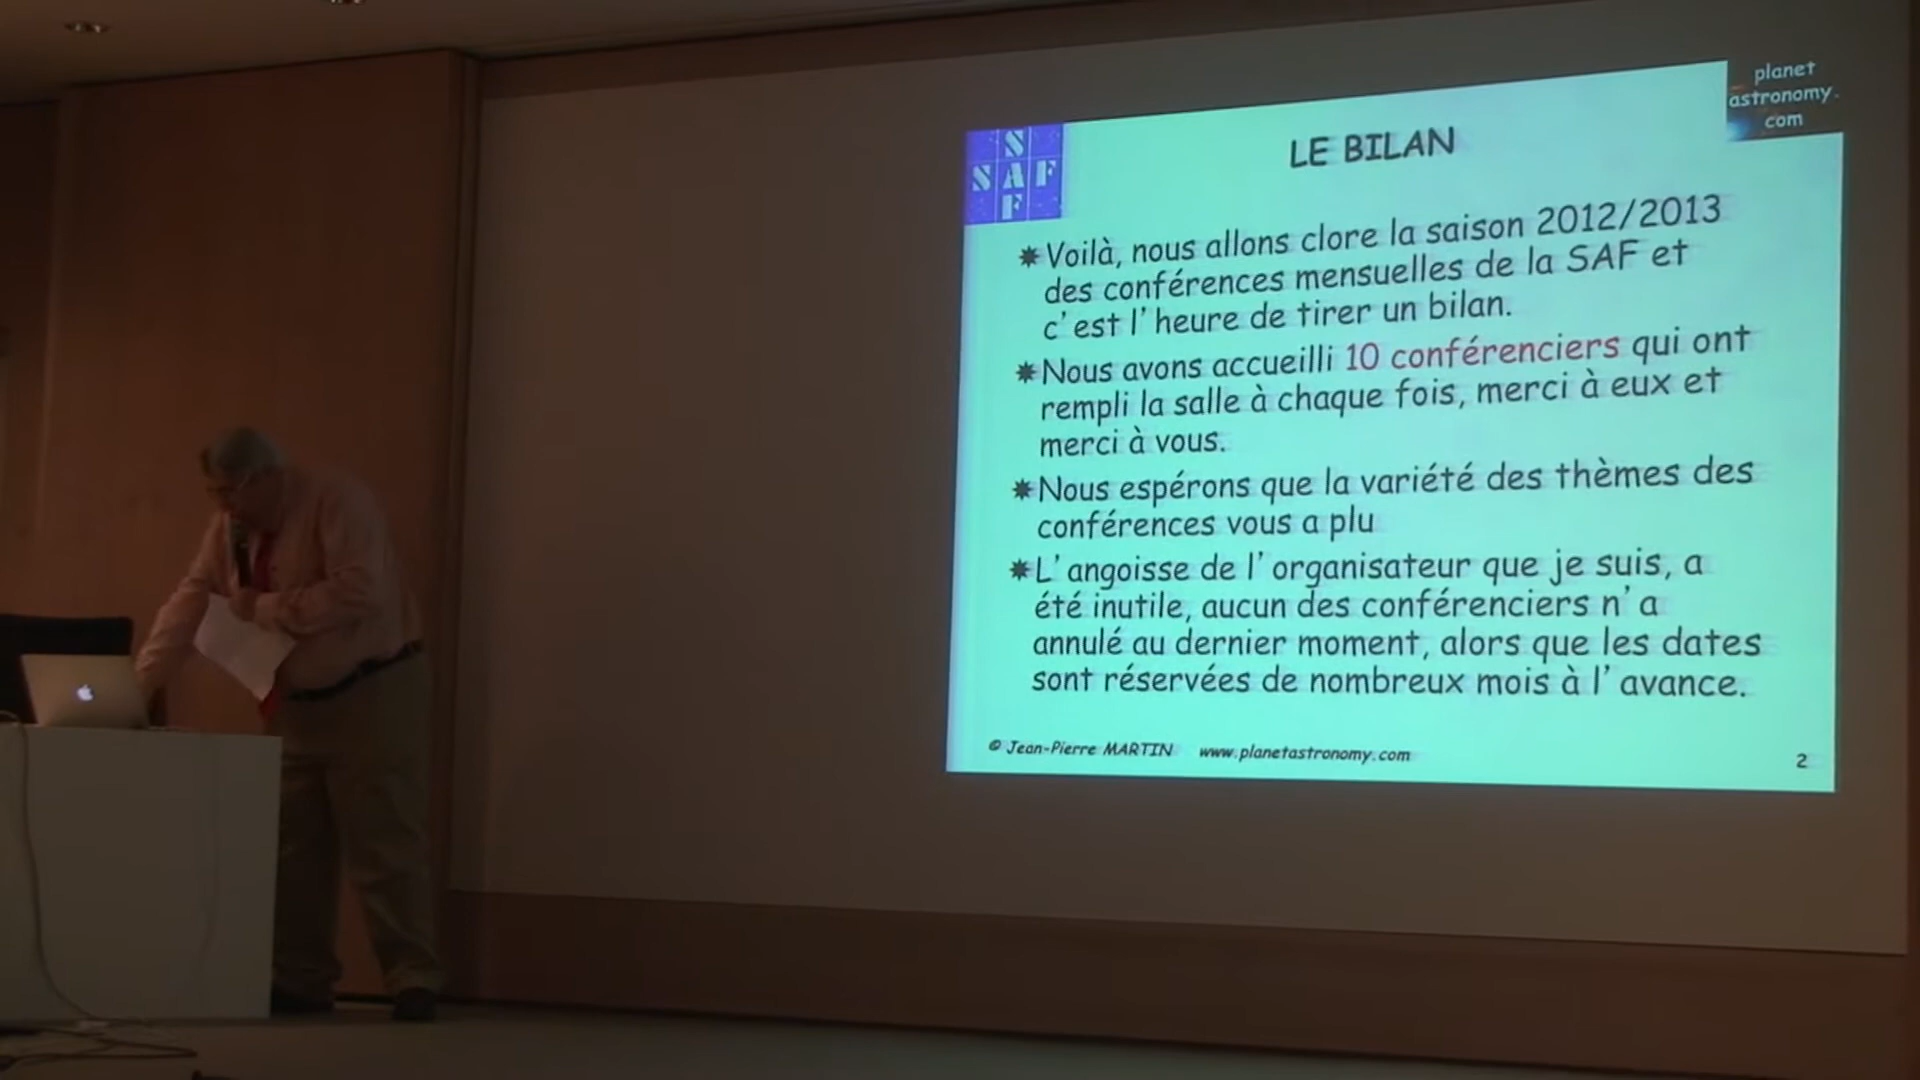 planet
astronomy.
com
S
SAF
F
LE BILAN
Voilà, nous allons clore la saison 2012/2013
des conférences mensuelles de la SAF et
c'est l'heure de tirer un bilan.
Nous avons accueilli 10 conférenciers qui ont
rempli la salle à chaque fois, merci à eux et
merci à vous.
Nous espérons que la variété des thèmes des
conférences vous a plu
L'angoisse de l'organisateur que je suis, a
été inutile, aucun des conférenciers n'a
annulé au dernier moment, alors que les dates
sont réservées de nombreux mois à l'avance.
© Jean-Pierre MARTIN www.planetastronomy.com
2